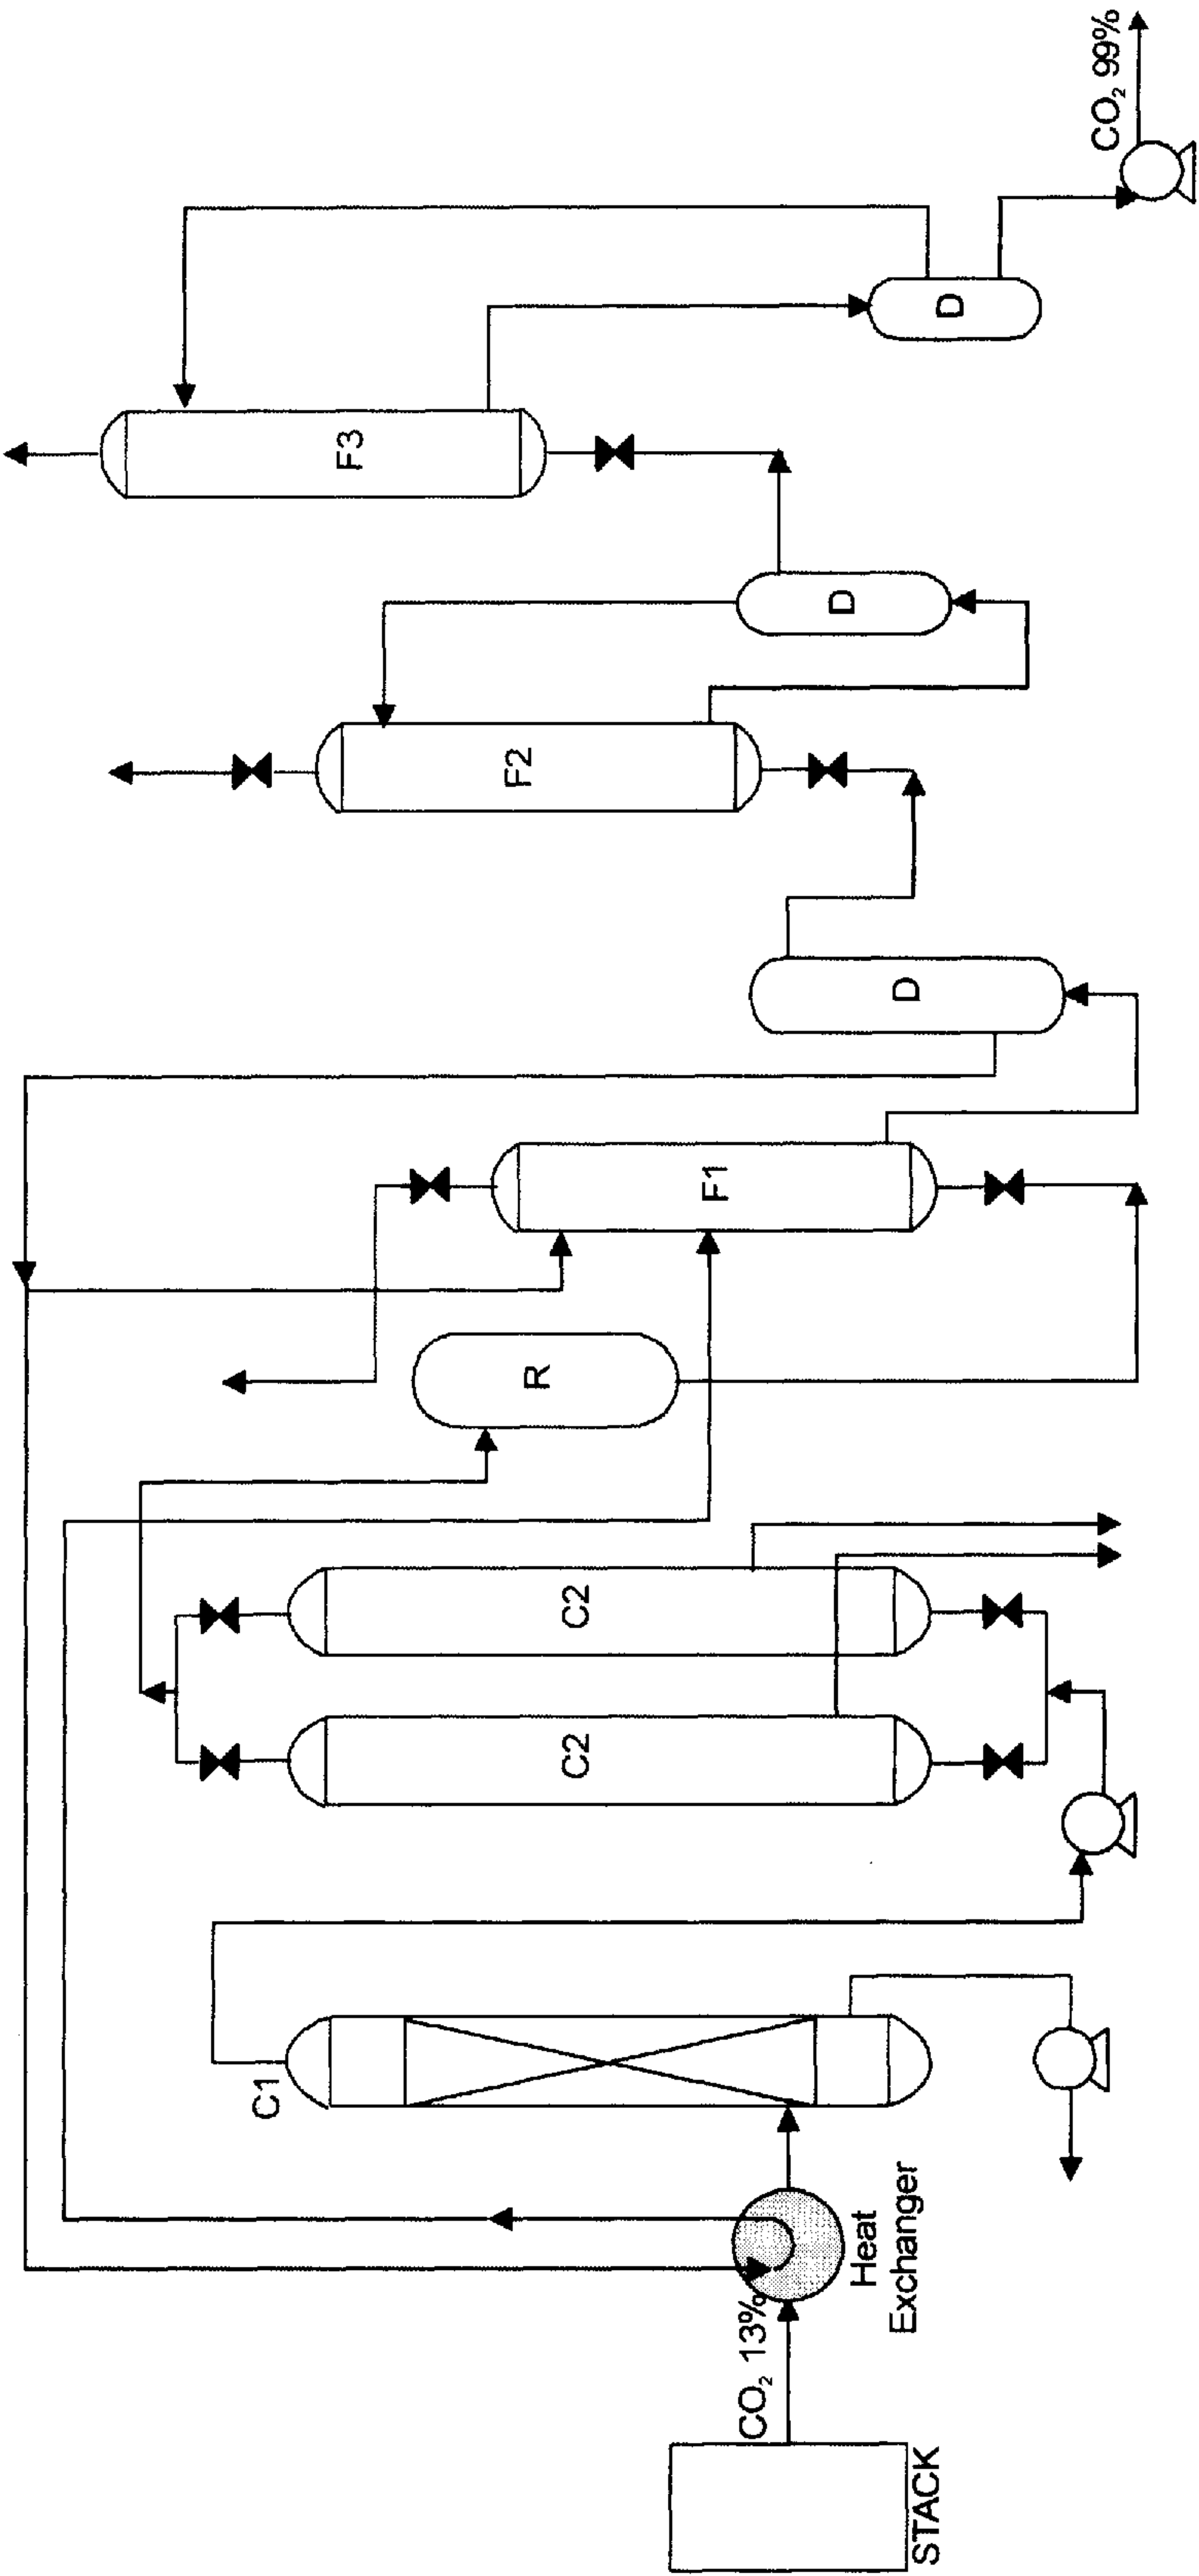 STACK
CO₂ 13%
Heat
Exchanger
C1
C2
C2
R
F1
D
F2
D
F3
D
CO₂ 99%